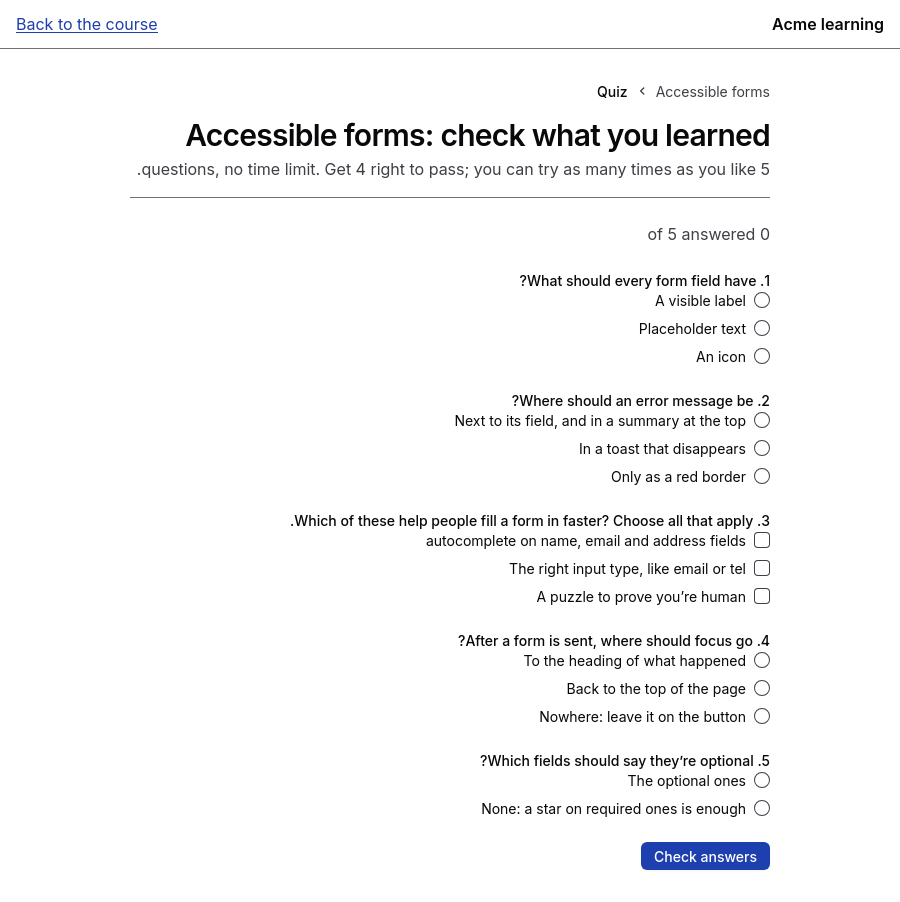 Back to the course
Acme learning
Quiz ‹ Accessible forms
Accessible forms: check what you learned
.questions, no time limit. Get 4 right to pass; you can try as many times as you like 5
of 5 answered 0
?What should every form field have .1
A visible label
Placeholder text
An icon
?Where should an error message be .2
Next to its field, and in a summary at the top
In a toast that disappears
Only as a red border
.Which of these help people fill a form in faster? Choose all that apply .3
autocomplete on name, email and address fields
The right input type, like email or tel
A puzzle to prove you’re human
?After a form is sent, where should focus go .4
To the heading of what happened
Back to the top of the page
Nowhere: leave it on the button
?Which fields should say they’re optional .5
The optional ones
None: a star on required ones is enough
Check answers